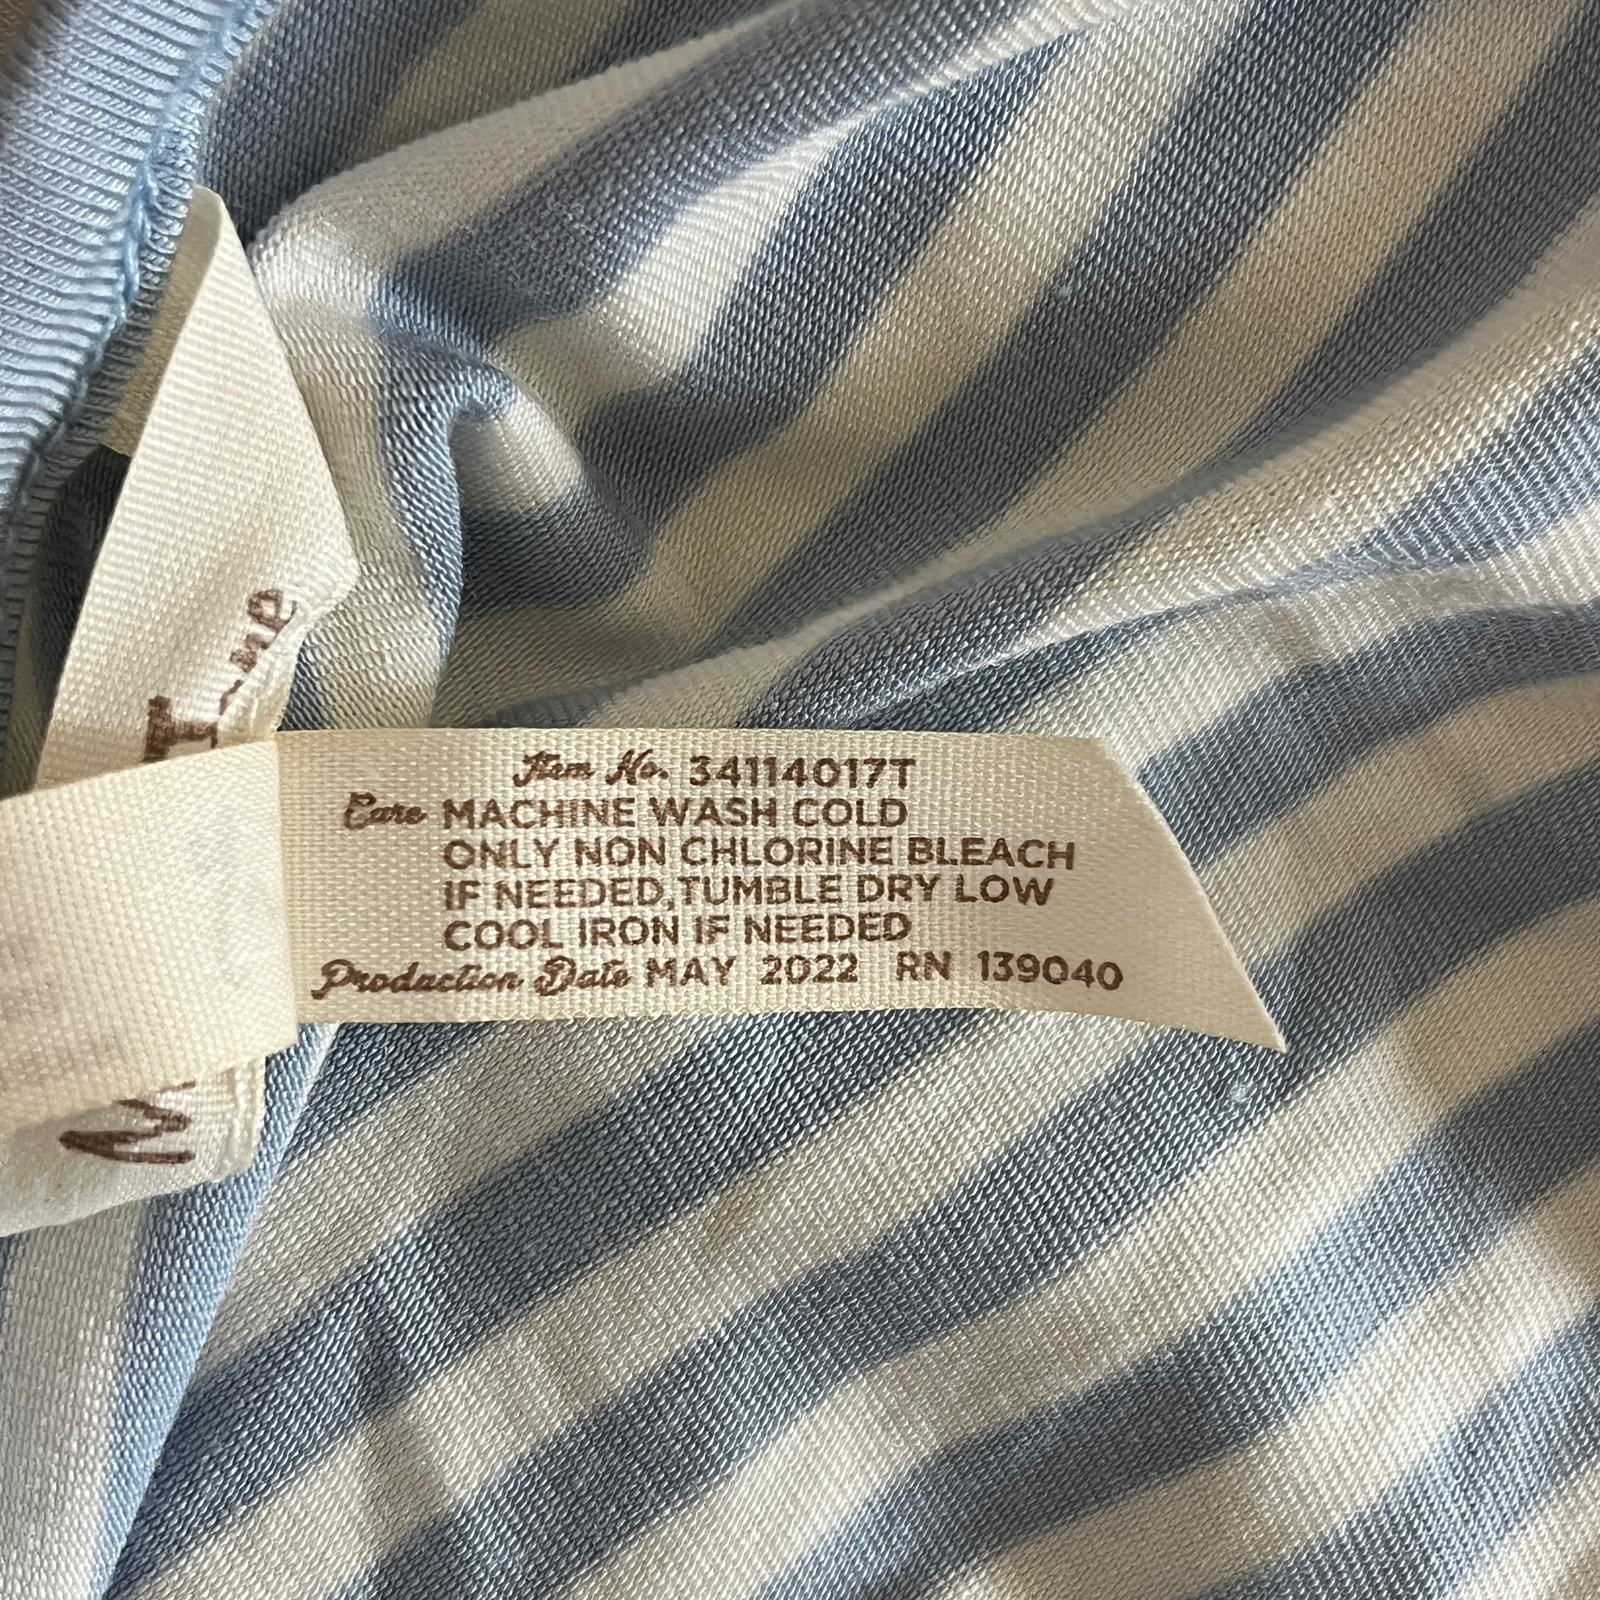 Item No. 34114017T
Care MACHINE WASH COLD
ONLY NON CHLORINE BLEACH
IF NEEDED, TUMBLE DRY LOW
COOL IRON IF NEEDED
Production Date MAY 2022 RN 139040